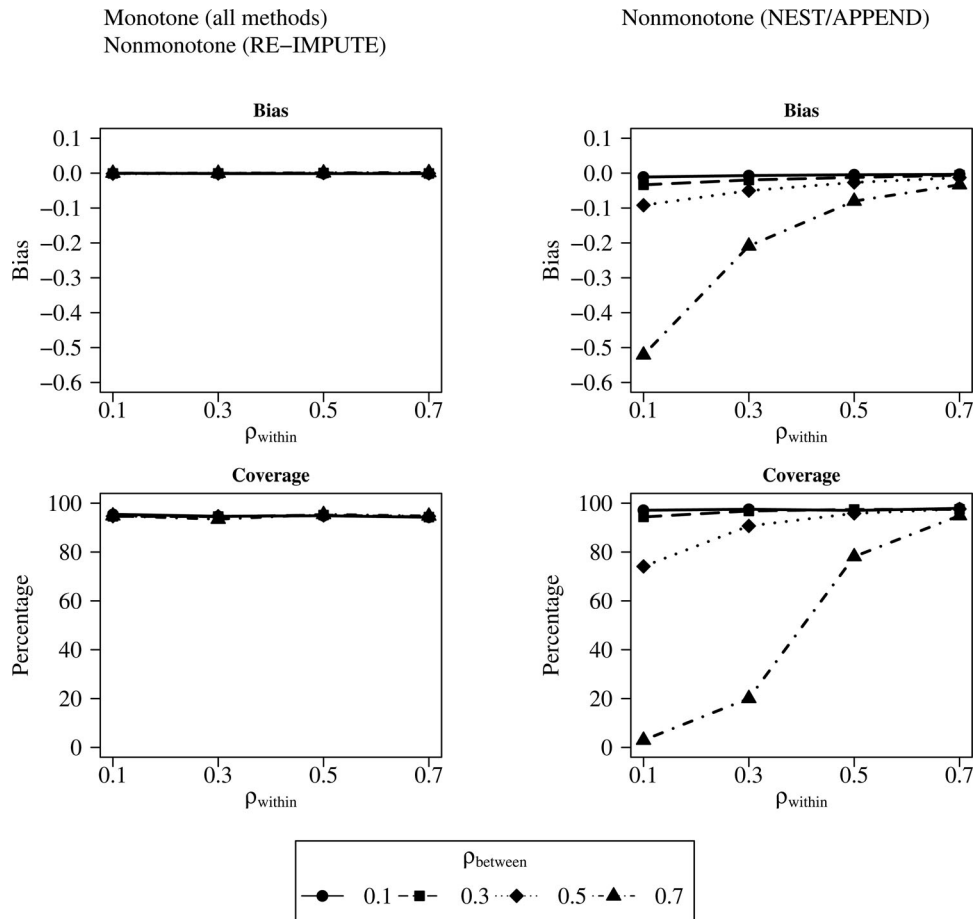 Monotone (all methods)
Nonmonotone (RE−IMPUTE)
Nonmonotone (NEST/APPEND)
Bias
0.1
0.0
−0.1
−0.2
−0.3
−0.4
−0.5
−0.6
Bias
0.1 0.3 0.5 0.7
ρwithin
Bias
0.1
0.0
−0.1
−0.2
−0.3
−0.4
−0.5
−0.6
Bias
0.1 0.3 0.5 0.7
ρwithin
Coverage
100
80
60
40
20
0
Percentage
0.1 0.3 0.5 0.7
ρwithin
Coverage
100
80
60
40
20
0
Percentage
0.1 0.3 0.5 0.7
ρwithin
ρbetween
0.1 0.3 0.5 0.7